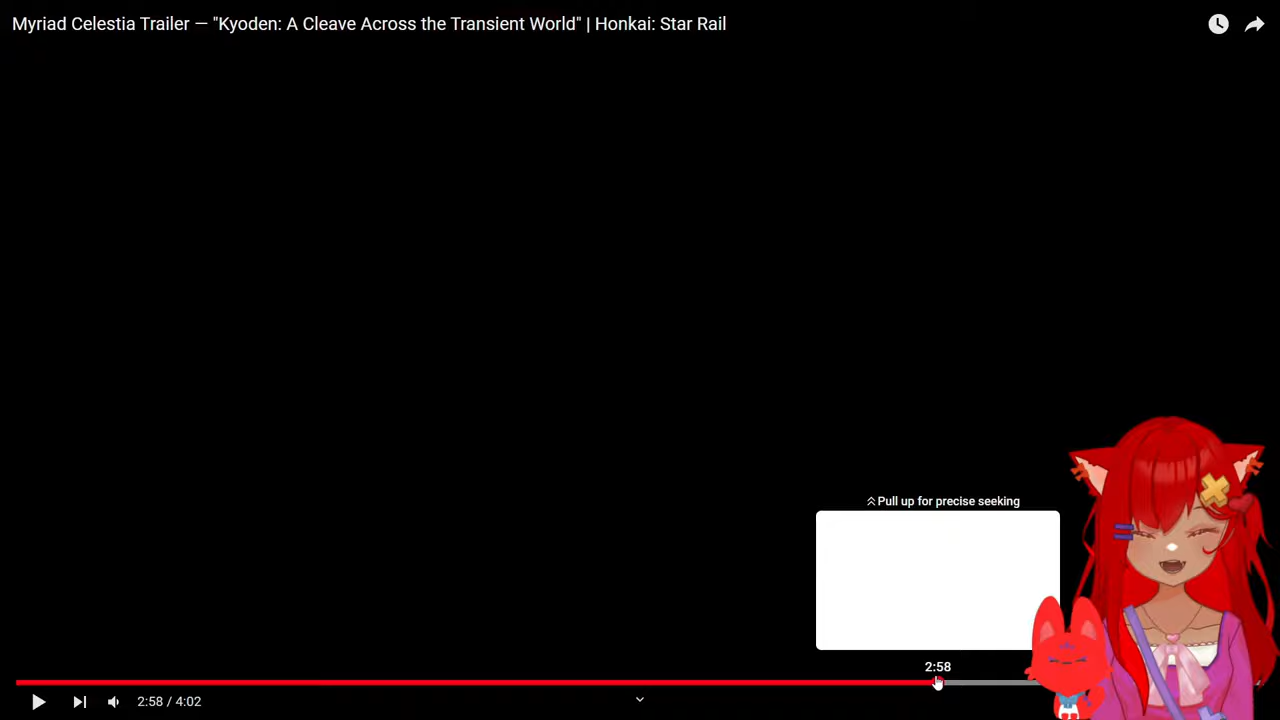 Myriad Celestia Trailer — "Kyoden: A Cleave Across the Transient World" | Honkai: Star Rail
Pull up for precise seeking
2:58
2:58 / 4:02